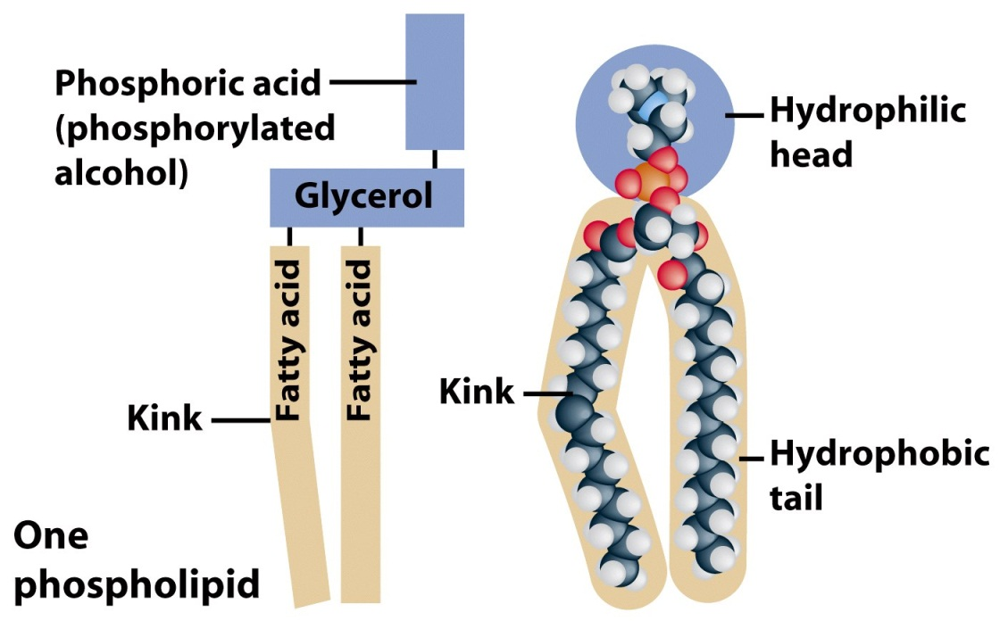 Phosphoric acid
(phosphorylated
alcohol)
Glycerol
Fatty acid
Fatty acid
Kink
One
phospholipid
Hydrophilic
head
Kink
Hydrophobic
tail